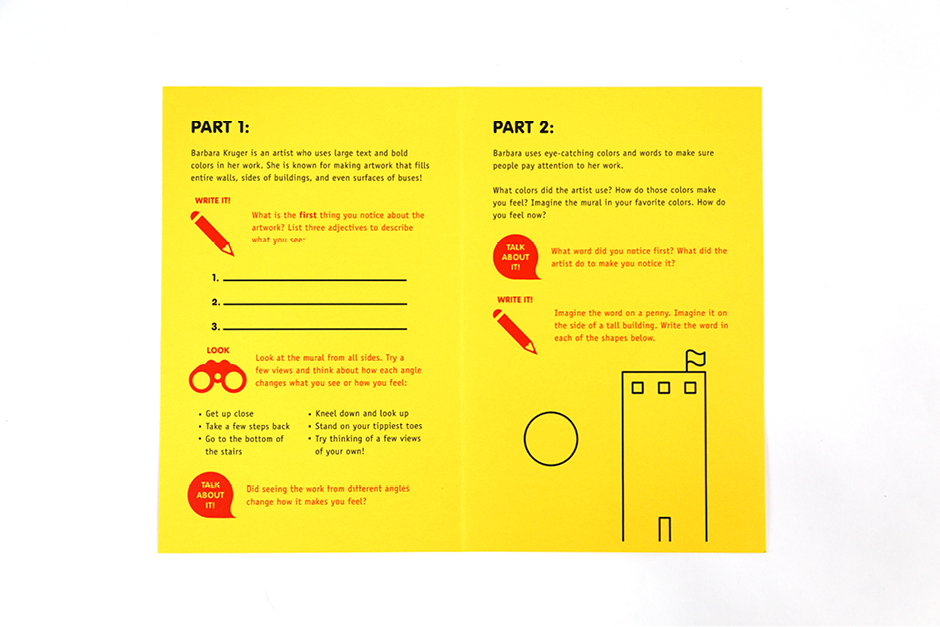 PART 1:
Barbara Kruger is an artist who uses large text and bold
colors in her work. She is known for making artwork that fills
entire walls, sides of buildings, and even surfaces of buses!
WRITE IT!
What is the first thing you notice about the
artwork? List three adjectives to describe
what you see:
1.
2.
3.
LOOK
Look at the mural from all sides. Try a
few views and think about how each angle
changes what you see or how you feel:
• Get up close
• Take a few steps back
• Go to the bottom of
the stairs
• Kneel down and look up
• Stand on your tippiest toes
• Try thinking of a few views
of your own!
TALK
ABOUT
IT!
Did seeing the work from different angles
change how it makes you feel?
PART 2:
Barbara uses eye-catching colors and words to make sure
people pay attention to her work.
What colors did the artist use? How do those colors make
you feel? Imagine the mural in your favorite colors. How do
you feel now?
TALK
ABOUT
IT!
What word did you notice first? What did the
artist do to make you notice it?
WRITE IT!
Imagine the word on a penny. Imagine it on
the side of a tall building. Write the word in
each of the shapes below.